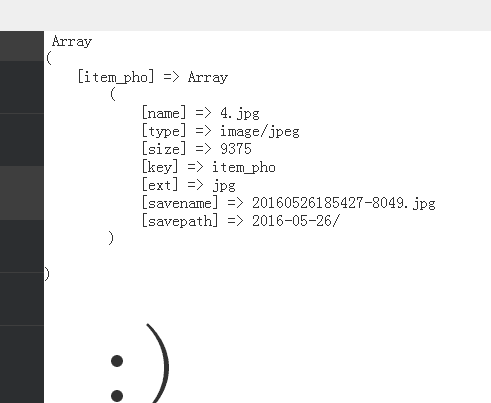 Array
(
[item_pho] => Array
(
[name] => 4.jpg
[type] => image/jpeg
[size] => 9375
[key] => item_pho
[ext] => jpg
[savename] => 20160526185427-8049.jpg
[savepath] => 2016-05-26/
)
)
:)